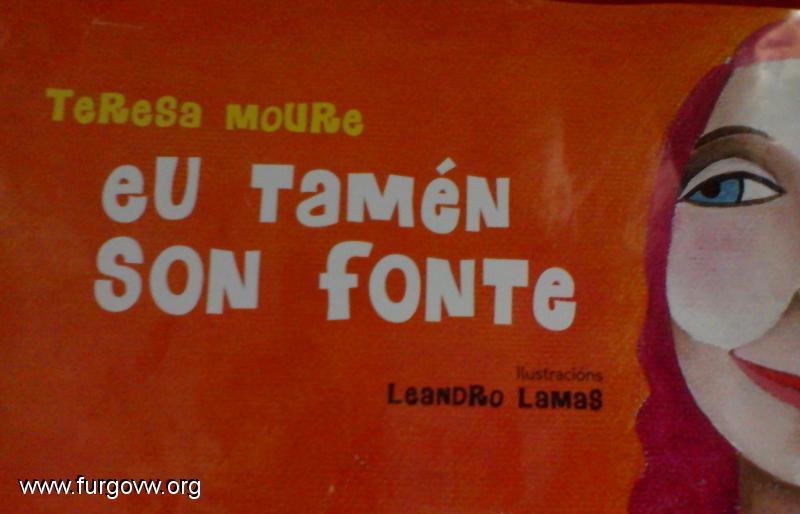 Teresa Moure
eu tamén
son fonte
Ilustracións
Leandro Lamas
www.furgovw.org